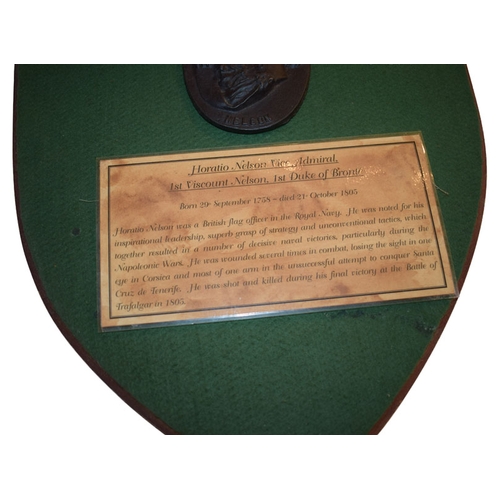 Horatio Nelson Vice Admiral,
1st Viscount Nelson, 1st Duke of Bronté
Born 29 September 1758 – died 21 October 1805
Horatio Nelson was a British flag officer in the Royal Navy. He was noted for his
inspirational leadership, superb grasp of strategy and unconventional tactics, which
together resulted in a number of decisive naval victories, particularly during the
Napoleonic Wars. He was wounded several times in combat, losing the sight in one
eye in Corsica and most of one arm in the unsuccessful attempt to conquer Santa
Cruz de Tenerife. He was shot and killed during his final victory at the Battle of
Trafalgar in 1805.